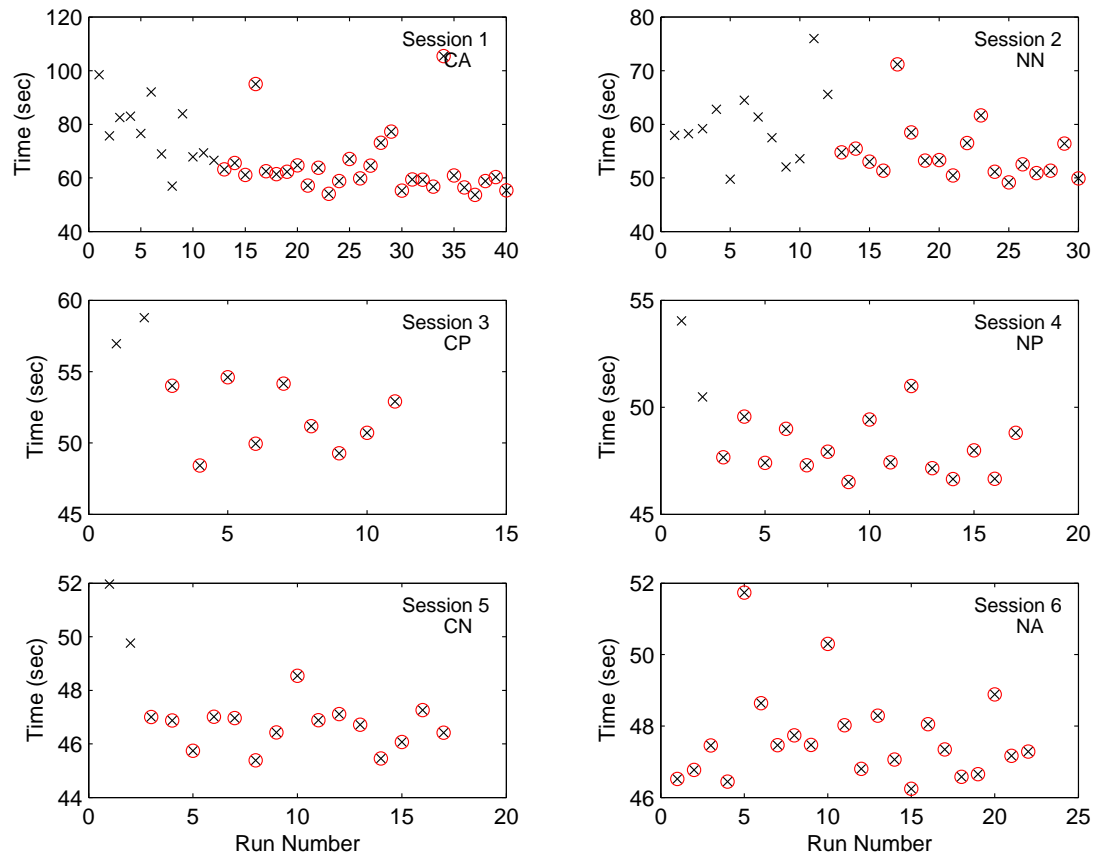 120
100
80
60
40
Time (sec)
Session 1
CA
0 5 10 15 20 25 30 35 40
80
70
60
50
40
Time (sec)
Session 2
NN
0 5 10 15 20 25 30
60
55
50
45
Time (sec)
Session 3
CP
0 5 10 15
55
50
45
Time (sec)
Session 4
NP
0 5 10 15 20
52
50
48
46
44
Time (sec)
Session 5
CN
0 5 10 15 20
Run Number
52
50
48
46
Time (sec)
Session 6
NA
0 5 10 15 20 25
Run Number